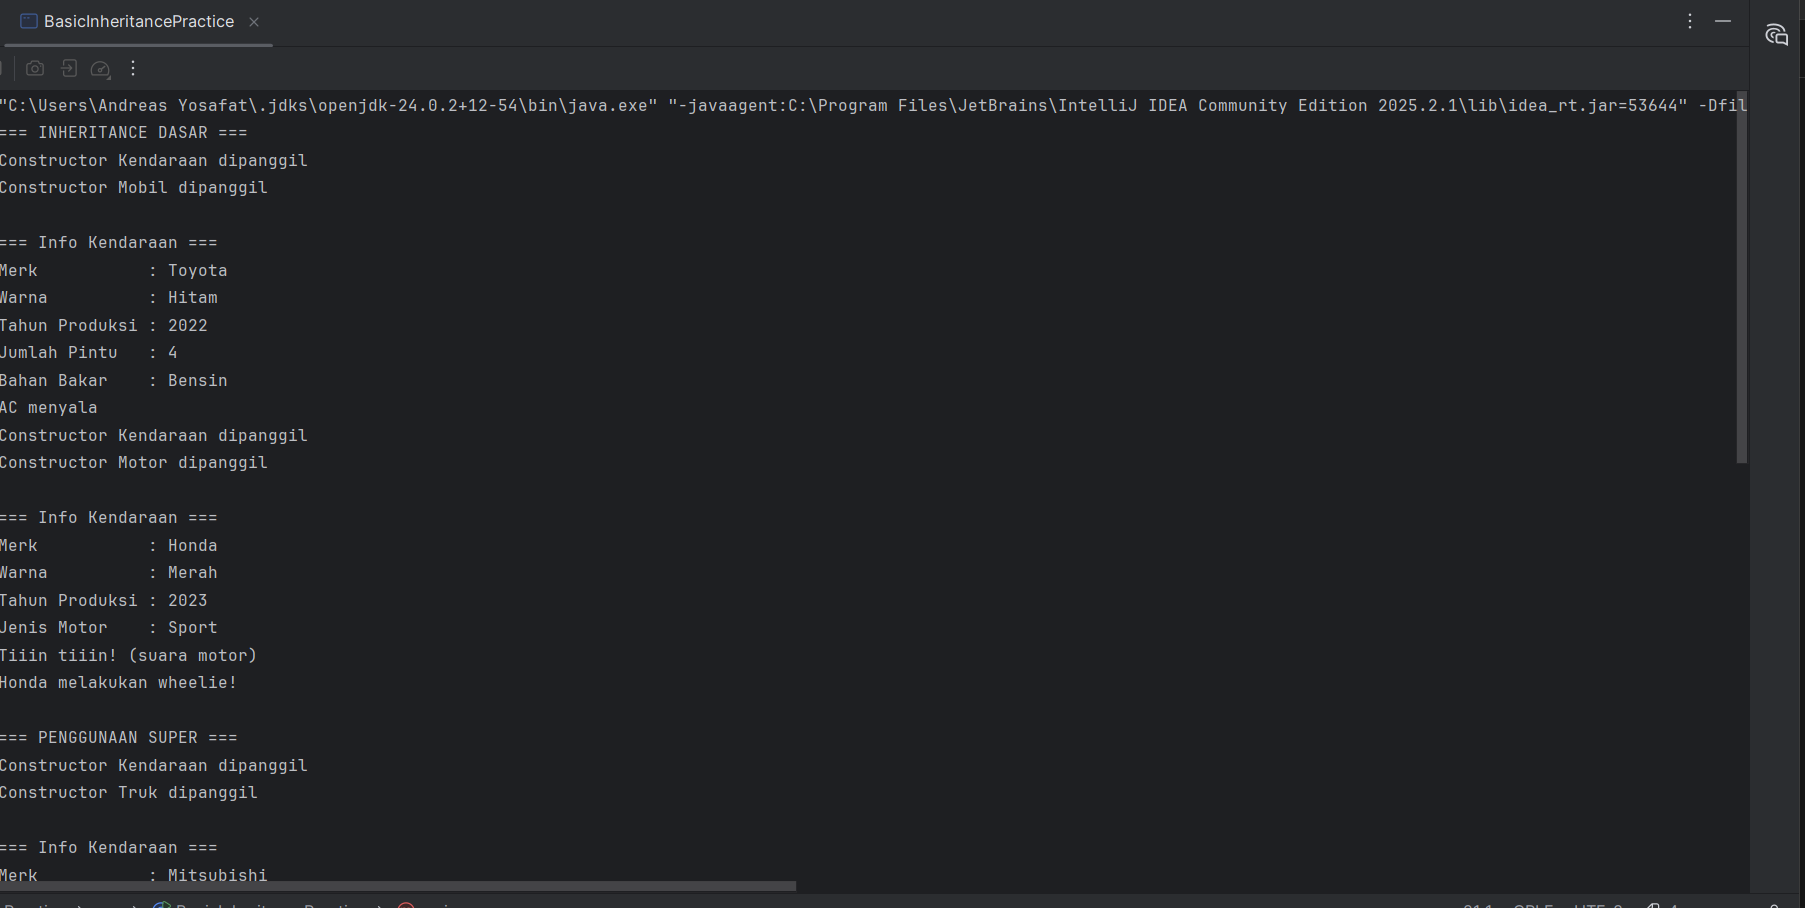 BasicInheritancePractice
"C:\Users\Andreas Yosafat\.jdks\openjdk-24.0.2+12-54\bin\java.exe" "-javaagent:C:\Program Files\JetBrains\IntelliJ IDEA Community Edition 2025.2.1\lib\idea_rt.jar=53644" -Dfil
=== INHERITANCE DASAR ===
Constructor Kendaraan dipanggil
Constructor Mobil dipanggil
=== Info Kendaraan ===
Merk           : Toyota
Warna          : Hitam
Tahun Produksi : 2022
Jumlah Pintu   : 4
Bahan Bakar    : Bensin
AC menyala
Constructor Kendaraan dipanggil
Constructor Motor dipanggil
=== Info Kendaraan ===
Merk           : Honda
Warna          : Merah
Tahun Produksi : 2023
Jenis Motor    : Sport
Tiiin tiiin! (suara motor)
Honda melakukan wheelie!
=== PENGGUNAAN SUPER ===
Constructor Kendaraan dipanggil
Constructor Truk dipanggil
=== Info Kendaraan ===
Merk           : Mitsubishi